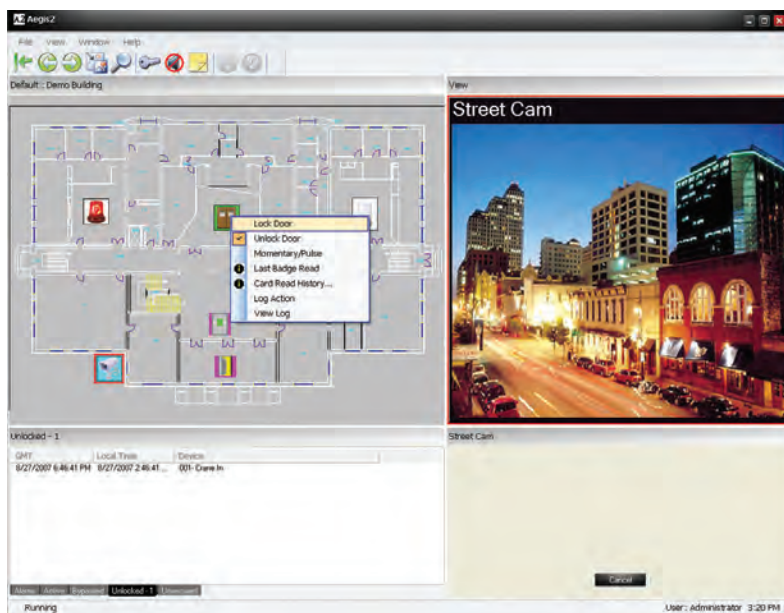 Aegis2
File View Window Help
Default : Demo Building
View
Street Cam
Lock Door
Unlock Door
Momentary/Pulse
Last Badge Read
Card Read History...
Log Action
View Log
Unlocked - 1
Street Cam
GMT Local Time Device
8/27/2007 6:46:41 PM 8/27/2007 2:46:41 ... 001- Crane In
Cancel
Alarms Active Bypassed Unlocked - 1 Unsecured
Running User: Administrator 3:20 PM